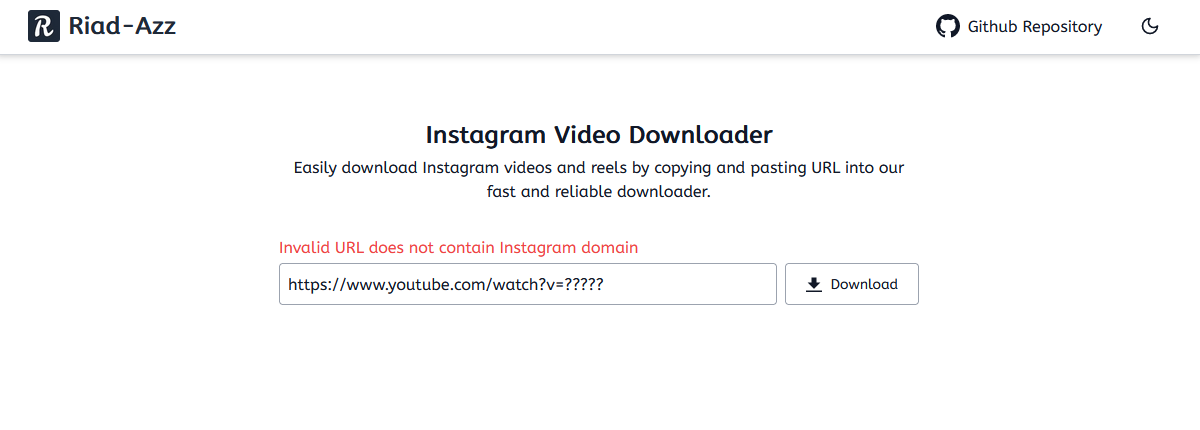 R Riad-Azz
Github Repository
Instagram Video Downloader
Easily download Instagram videos and reels by copying and pasting URL into our
fast and reliable downloader.
Invalid URL does not contain Instagram domain
https://www.youtube.com/watch?v=?????
Download